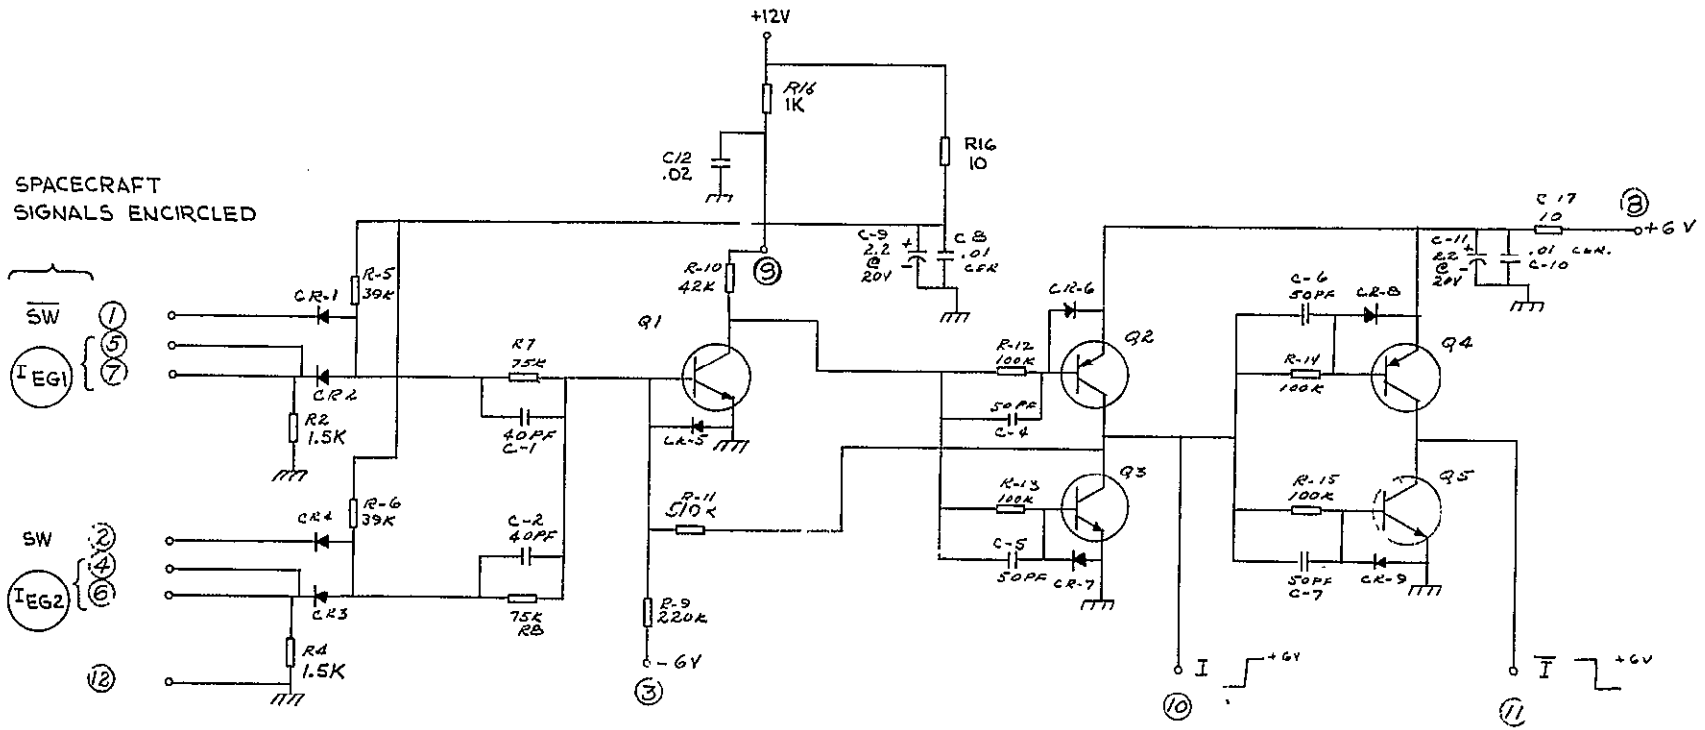 +12V
R16
1K
C12
.02
R16
10
SPACECRAFT
SIGNALS ENCIRCLED
C-17
10
8
+6 V
C-9
2.2
@
20V
+
-
C8
.01
CER
C-11
2.2
@
20V
+
-
.01 CER.
C-10
9
R-10
42K
R-5
39K
CR-1
SW
1
5
7
IEG1
CR2
R2
1.5K
R7
75K
40PF
C-1
Q1
CR-5
CR-6
Q2
R-12
100K
50PF
C-4
C-6
50PF
CR-8
Q4
R-14
100K
R-6
39K
CR4
SW
2
4
6
IEG2
CR3
R4
1.5K
12
C-2
40PF
75K
R8
R-11
510K
R-9
220K
-6V
3
Q3
R-13
100K
C-5
50PF
CR-7
Q5
R-15
100K
50PF
C-7
CR-9
I
+6V
10
I
+6V
11